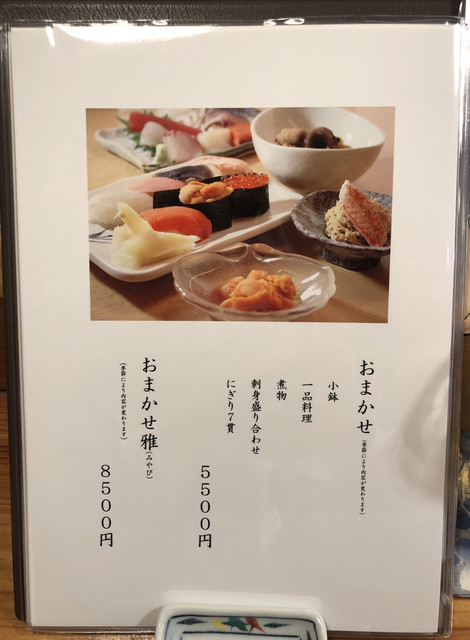 おまかせ(季節により内容が変わります)
小鉢
一品料理
煮物
刺身盛り合わせ
にぎり7貫
5500円
おまかせ雅(みやび)
(季節により内容が変わります)
8500円